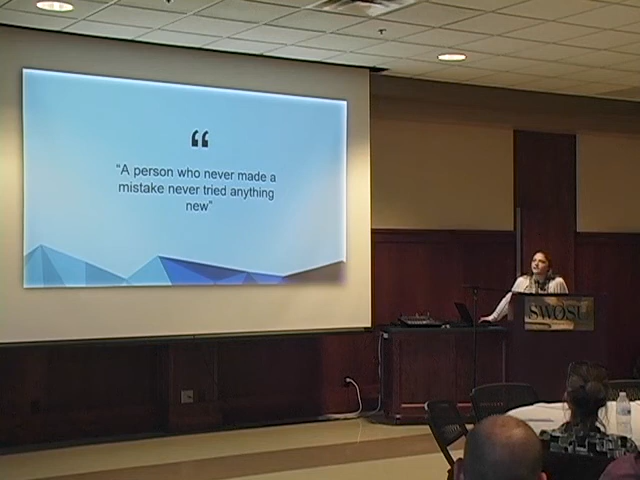 “
“A person who never made a
mistake never tried anything
new”
SWOSU